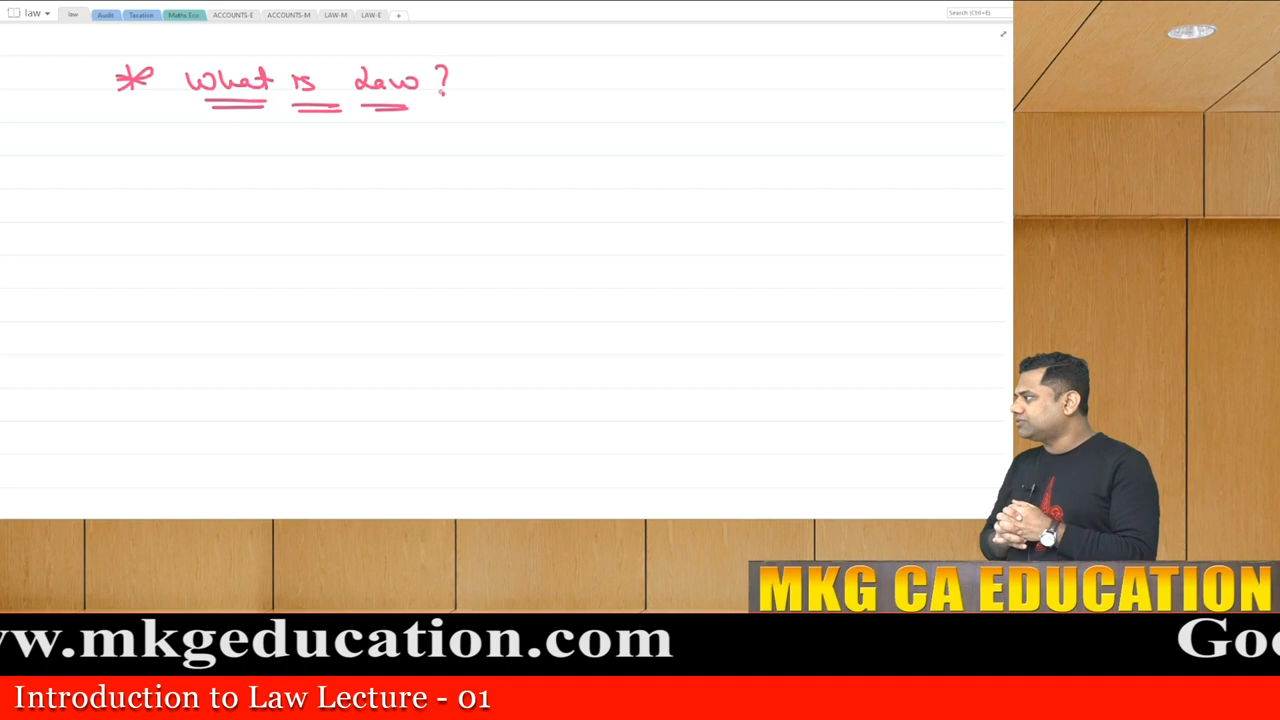 law
law Audit Taxation Maths Eco ACCOUNTS-E ACCOUNTS-M LAW-M LAW-E +
Search (Ctrl+E)
* What is Law ?
MKG CA EDUCATION
www.mkgeducation.com Goo
Introduction to Law Lecture - 01